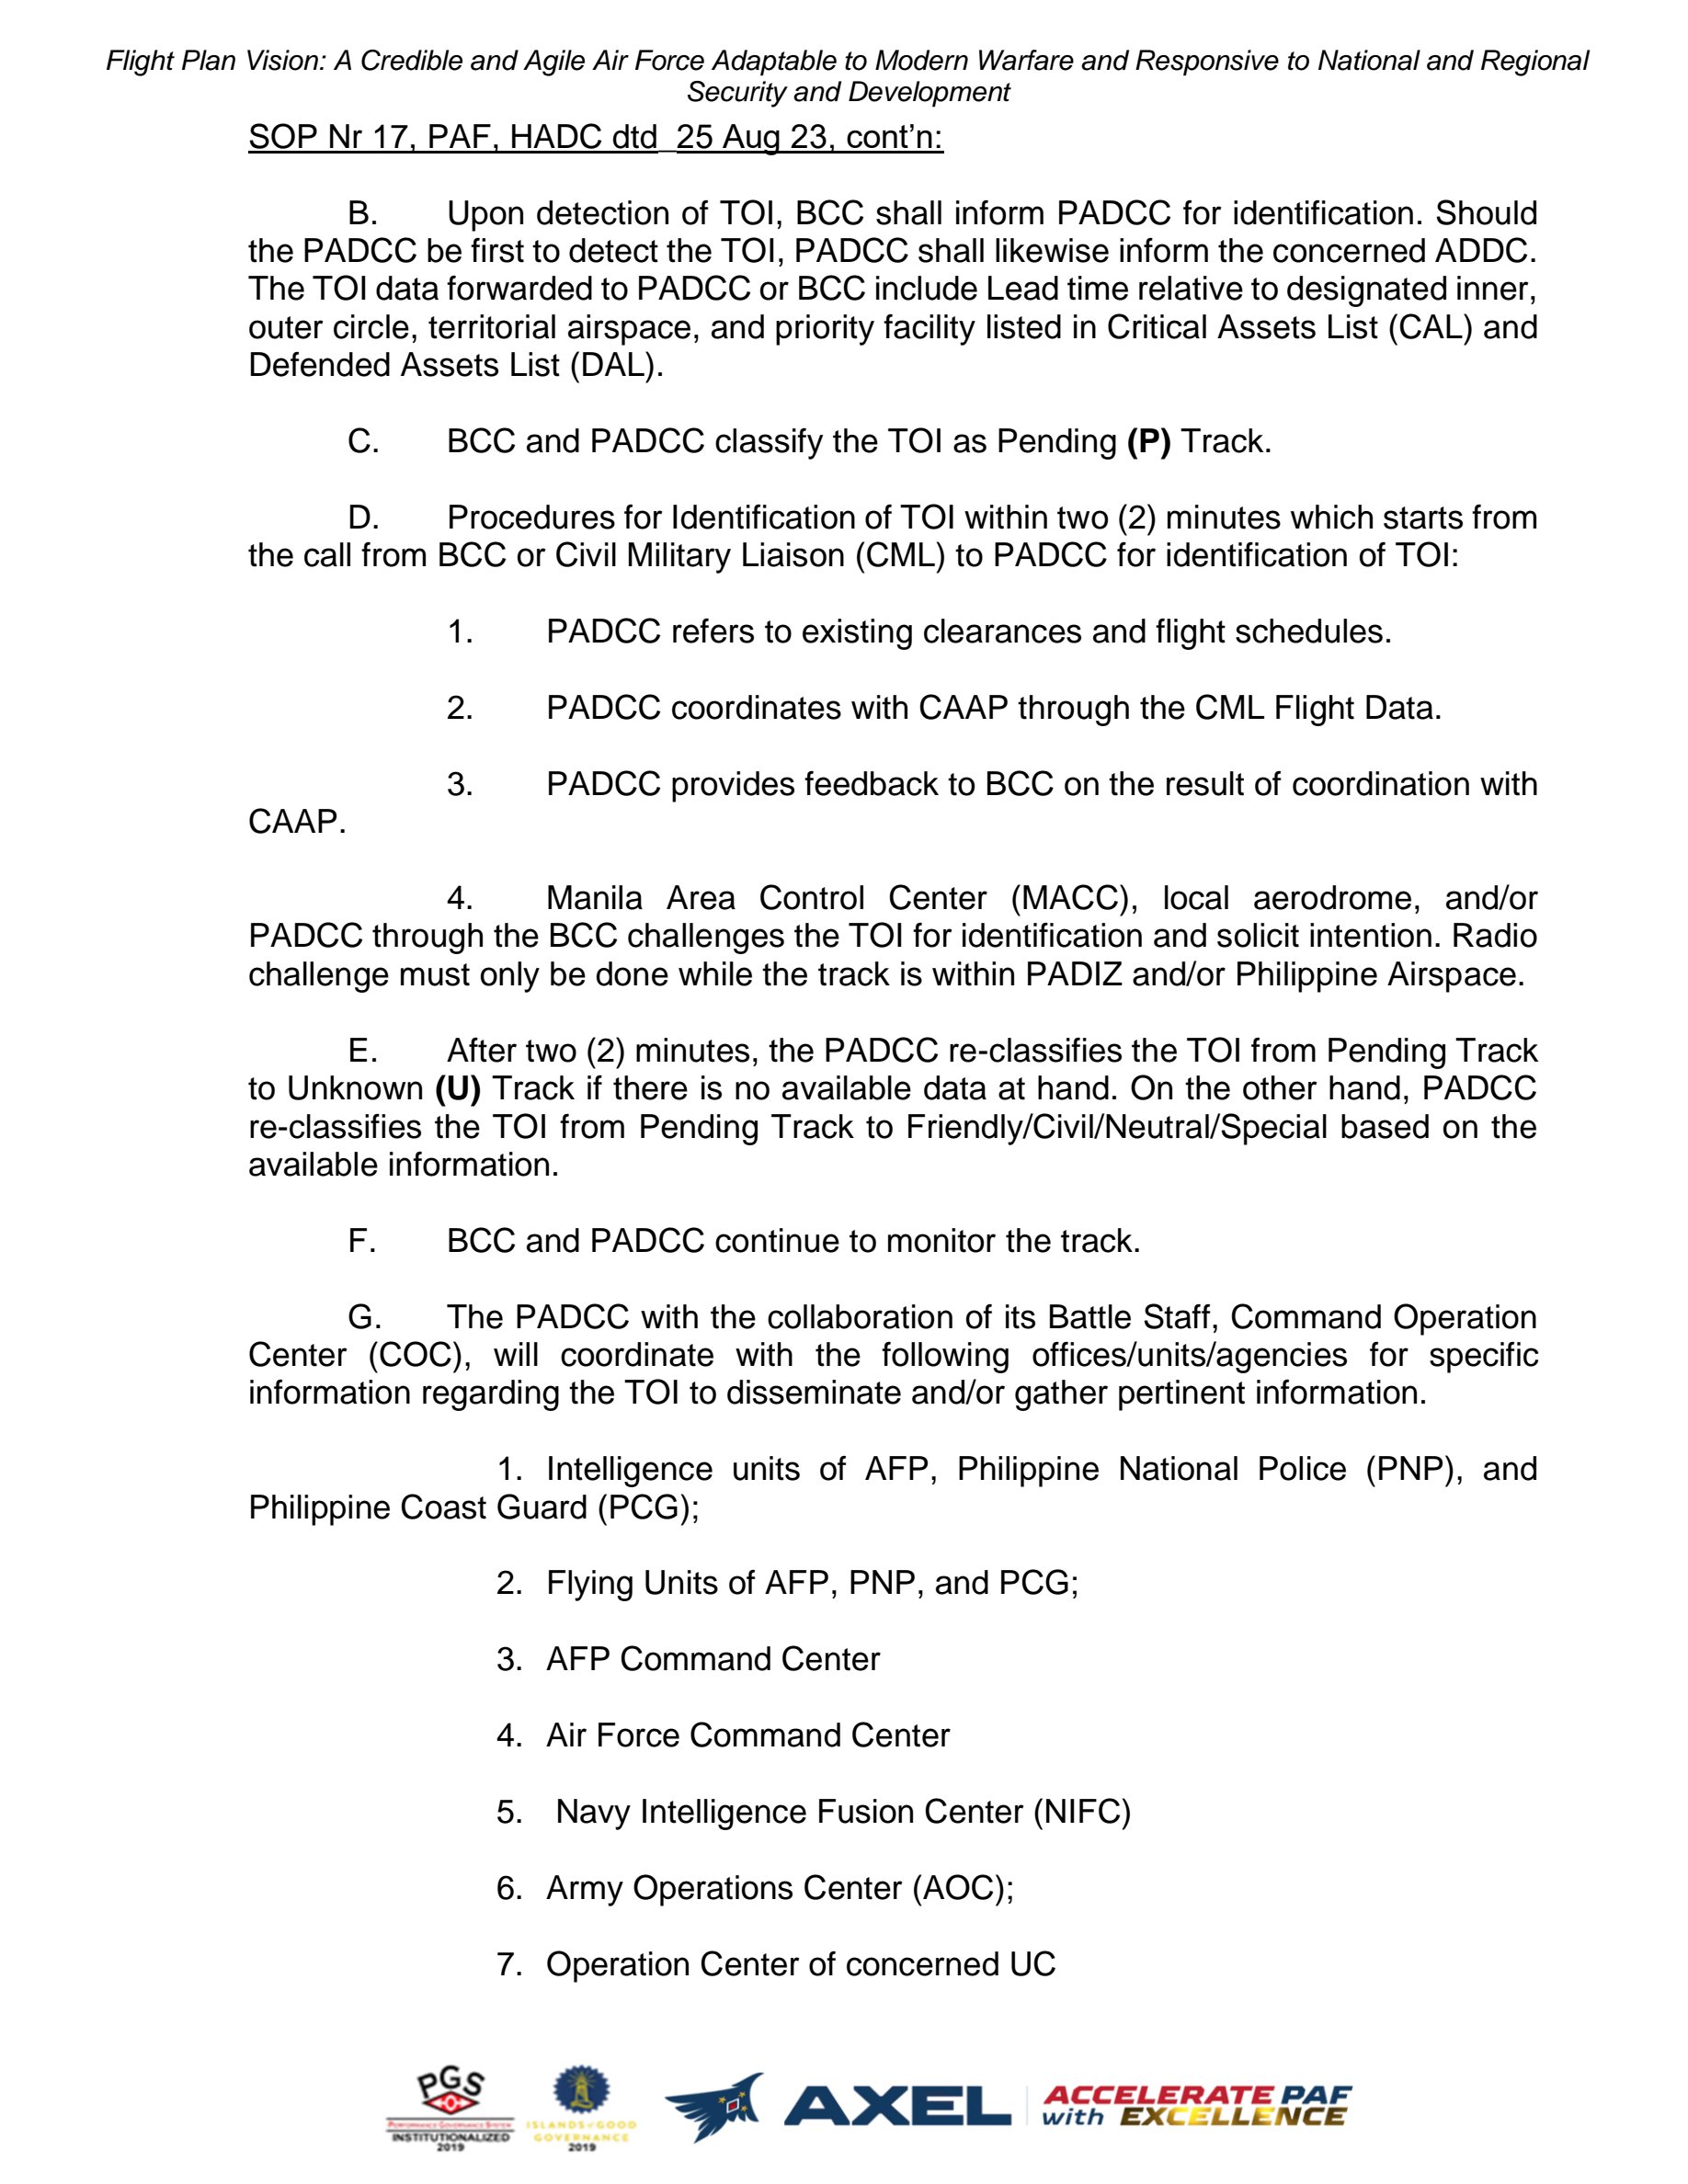 Flight Plan Vision: A Credible and Agile Air Force Adaptable to Modern Warfare and Responsive to National and Regional
Security and Development
SOP Nr 17, PAF, HADC dtd_25 Aug 23, cont’n:
B. Upon detection of TOI, BCC shall inform PADCC for identification. Should
the PADCC be first to detect the TOI, PADCC shall likewise inform the concerned ADDC.
The TOI data forwarded to PADCC or BCC include Lead time relative to designated inner,
outer circle, territorial airspace, and priority facility listed in Critical Assets List (CAL) and
Defended Assets List (DAL).
C. BCC and PADCC classify the TOI as Pending (P) Track.
D. Procedures for Identification of TOI within two (2) minutes which starts from
the call from BCC or Civil Military Liaison (CML) to PADCC for identification of TOI:
1. PADCC refers to existing clearances and flight schedules.
2. PADCC coordinates with CAAP through the CML Flight Data.
3. PADCC provides feedback to BCC on the result of coordination with
CAAP.
4. Manila Area Control Center (MACC), local aerodrome, and/or
PADCC through the BCC challenges the TOI for identification and solicit intention. Radio
challenge must only be done while the track is within PADIZ and/or Philippine Airspace.
E. After two (2) minutes, the PADCC re-classifies the TOI from Pending Track
to Unknown (U) Track if there is no available data at hand. On the other hand, PADCC
re-classifies the TOI from Pending Track to Friendly/Civil/Neutral/Special based on the
available information.
F. BCC and PADCC continue to monitor the track.
G. The PADCC with the collaboration of its Battle Staff, Command Operation
Center (COC), will coordinate with the following offices/units/agencies for specific
information regarding the TOI to disseminate and/or gather pertinent information.
1. Intelligence units of AFP, Philippine National Police (PNP), and
Philippine Coast Guard (PCG);
2. Flying Units of AFP, PNP, and PCG;
3. AFP Command Center
4. Air Force Command Center
5. Navy Intelligence Fusion Center (NIFC)
6. Army Operations Center (AOC);
7. Operation Center of concerned UC
PGS
PERFORMANCE GOVERNANCE SYSTEM
INSTITUTIONALIZED
2019
ISLANDS of GOOD
GOVERNANCE
2019
AXEL
ACCELERATE PAF
with EXCELLENCE